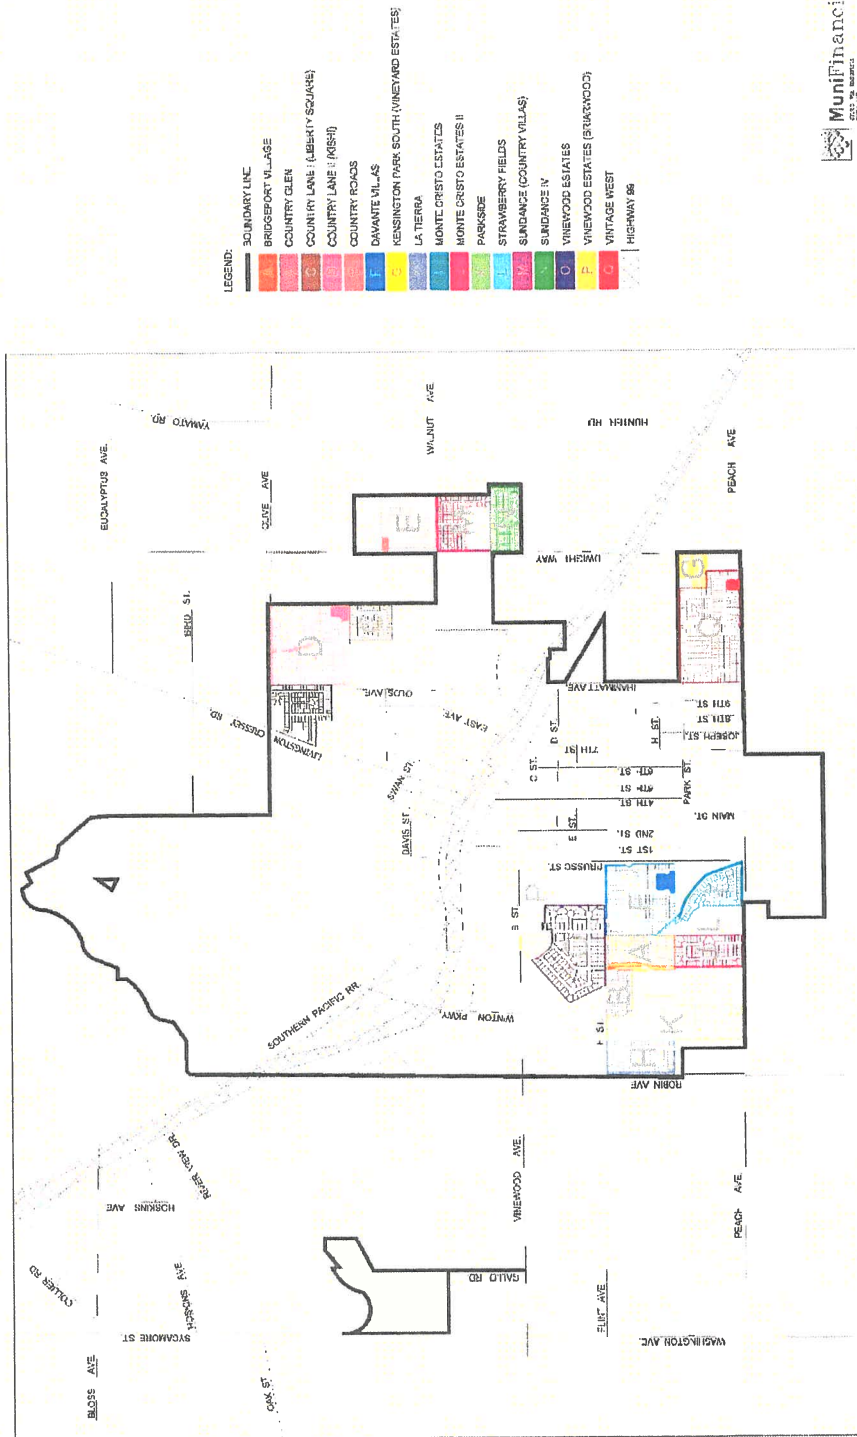 LEGEND:
BOUNDARY LINE
A BRIDGEPORT VILLAGE
COUNTRY GLEN
C COUNTRY LANE I (LIBERTY SQUARE)
D COUNTRY LANE II (KISHI)
E COUNTRY ROADS
F DAVANTE VILLAS
G KENSINGTON PARK SOUTH (VINEYARD ESTATES)
LA TIERRA
I MONTE CRISTO ESTATES
MONTE CRISTO ESTATES II
PARKSIDE
L STRAWBERRY FIELDS
M SUNDANCE (COUNTRY VILLAS)
N SUNDANCE IV
O VINEWOOD ESTATES
P VINEWOOD ESTATES (BRIARWOOD)
Q VINTAGE WEST
HIGHWAY 99
MuniFinanci
EUCALYPTUS AVE.
YAMATO RD.
BIRD ST.
OLIVE AVE
WALNUT AVE
HUNTER RD
PEACH AVE
DWIGHT WAY
E
D
G
LIVINGSTON
CRESSEY RD.
OLDS AVE.
EAST AVE.
SWAN ST.
DAVIS ST.
HAMMATT AVE.
C ST.
D ST.
7TH ST
H ST.
9TH ST.
8TH ST.
JOSEPH ST.
6TH ST.
4TH ST.
PARK ST.
MAIN ST.
E ST.
2ND ST.
1ST ST.
PRUSSO ST.
B ST.
P
F
A
L
B
H
K
F ST.
WINTON PKWY
SOUTHERN PACIFIC RR
ROBIN AVE
RIVER VIEW DR.
HOSKINS AVE
COLLIER RD
HOSKINS AVE
SYCAMORE ST.
BLOSS AVE.
OAK ST.
VINEWOOD AVE.
GALLO RD
FLINT AVE.
PEACH AVE.
WASHINGTON AVE.